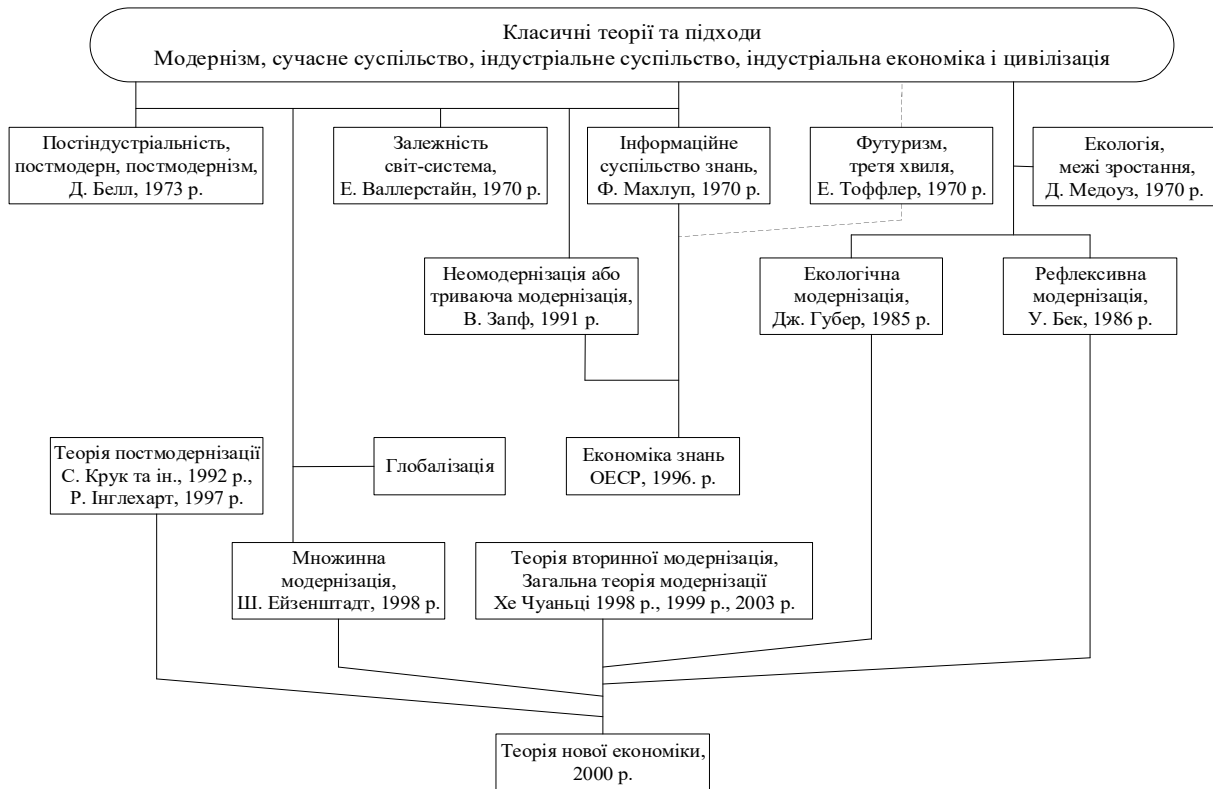 Класичні теорії та підходи
Модернізм, сучасне суспільство, індустріальне суспільство, індустріальна економіка і цивілізація
Постіндустріальність,
постмодерн, постмодернізм,
Д. Белл, 1973 р.
Залежність
світ-система,
Е. Валлерстайн, 1970 р.
Інформаційне
суспільство знань,
Ф. Махлуп, 1970 р.
Футуризм,
третя хвиля,
Е. Тоффлер, 1970 р.
Екологія,
межі зростання,
Д. Медоуз, 1970 р.
Неомодернізація або
триваюча модернізація,
В. Запф, 1991 р.
Екологічна
модернізація,
Дж. Губер, 1985 р.
Рефлексивна
модернізація,
У. Бек, 1986 р.
Теорія постмодернізації
С. Крук та ін., 1992 р.,
Р. Інглехарт, 1997 р.
Глобалізація
Економіка знань
ОЕСР, 1996. р.
Множинна
модернізація,
Ш. Ейзенштадт, 1998 р.
Теорія вторинної модернізація,
Загальна теорія модернізації
Хе Чуаньці 1998 р., 1999 р., 2003 р.
Теорія нової економіки,
2000 р.